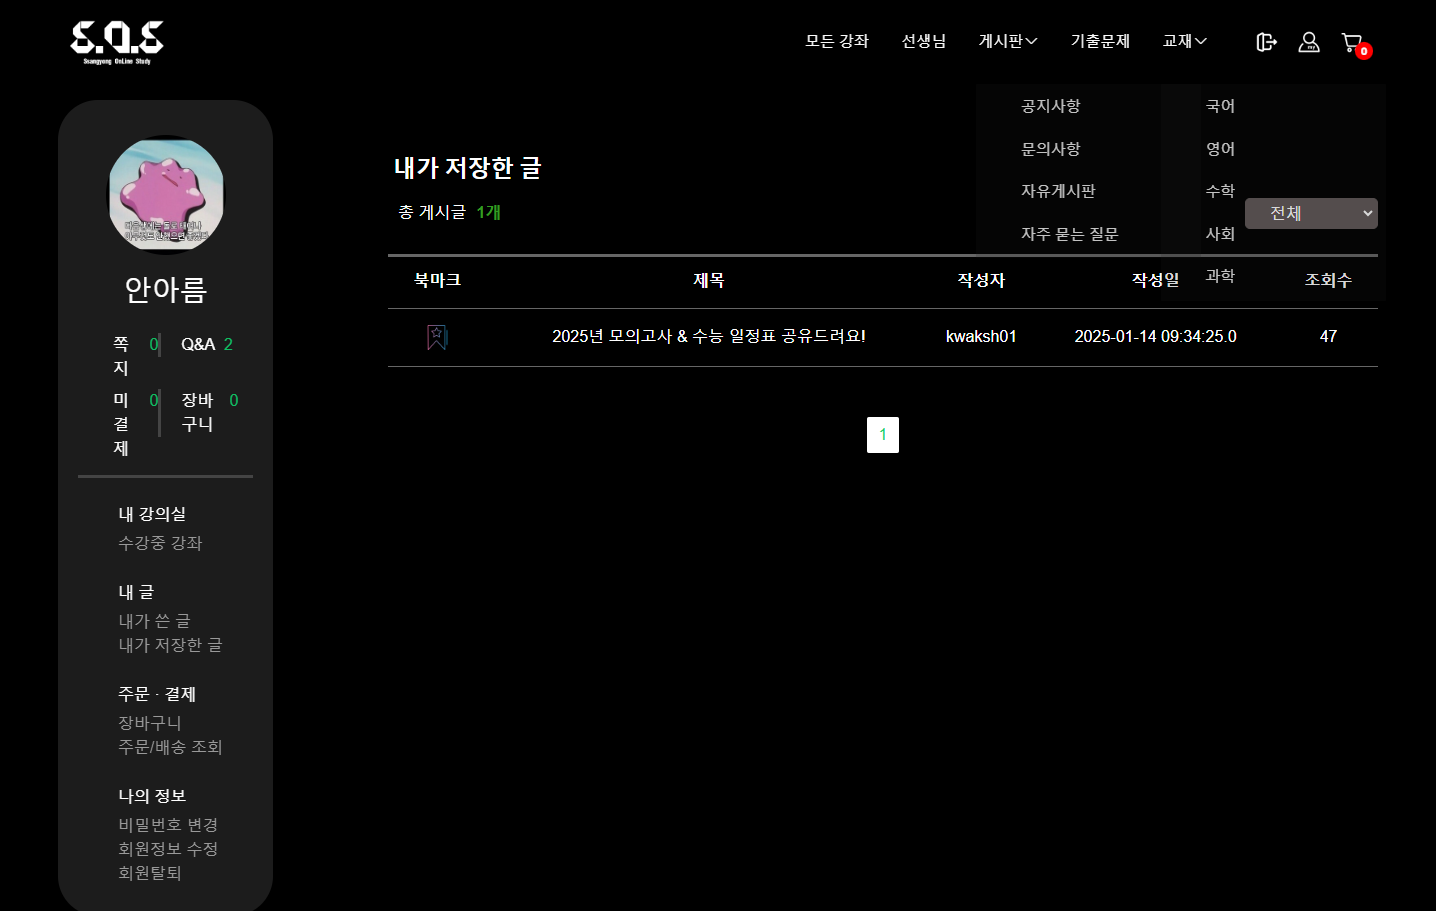 S.O.S
Ssangyong OnLine Study
모든 강좌 선생님 게시판 기출문제 교재
my
0
공지사항 국어
문의사항 영어
자유게시판 수학
자주 묻는 질문 사회
과학
안아름
쪽지 0 Q&A 2
미결제 0 장바구니 0
내 강의실
수강중 강좌
내 글
내가 쓴 글
내가 저장한 글
주문 · 결제
장바구니
주문/배송 조회
나의 정보
비밀번호 변경
회원정보 수정
회원탈퇴
내가 저장한 글
총 게시글 1개
전체
북마크 제목 작성자 작성일 조회수
2025년 모의고사 & 수능 일정표 공유드려요! kwaksh01 2025-01-14 09:34:25.0 47
1